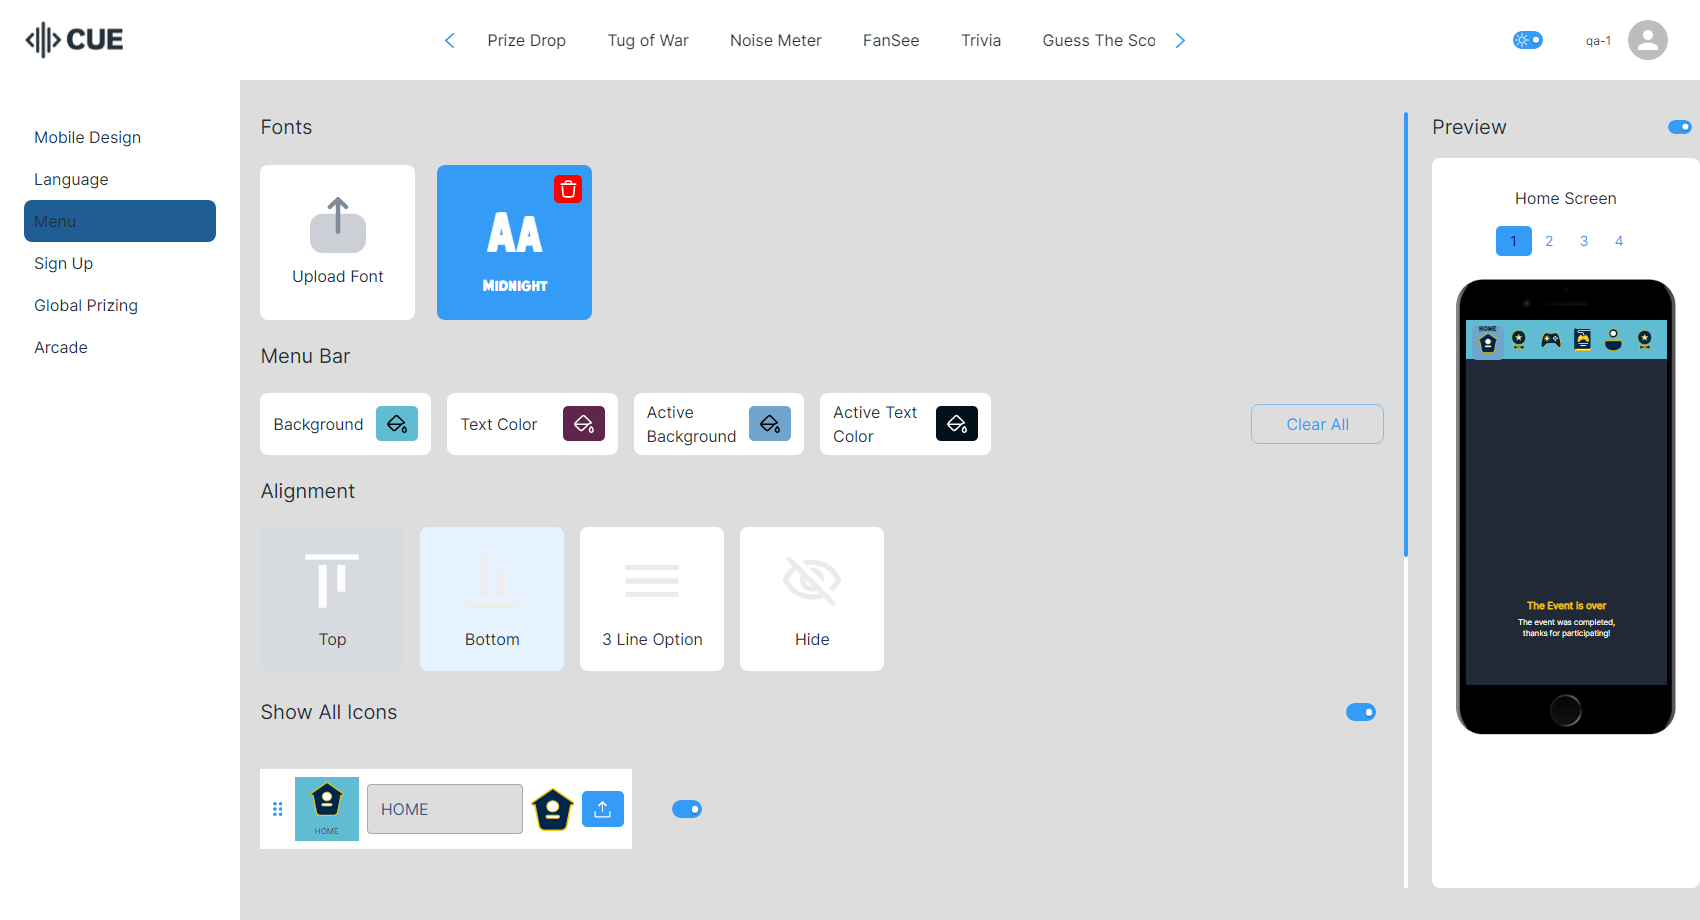 CUE
Prize Drop
Tug of War
Noise Meter
FanSee
Trivia
Guess The Sco
qa-1
Mobile Design
Language
Menu
Sign Up
Global Prizing
Arcade
Fonts
Upload Font
AA
MIDNIGHT
Menu Bar
Background
Text Color
Active
Background
Active Text
Color
Clear All
Alignment
Top
Bottom
3 Line Option
Hide
Show All Icons
HOME
HOME
Preview
Home Screen
1 2 3 4
HOME
The Event is over
The event was completed,
thanks for participating!